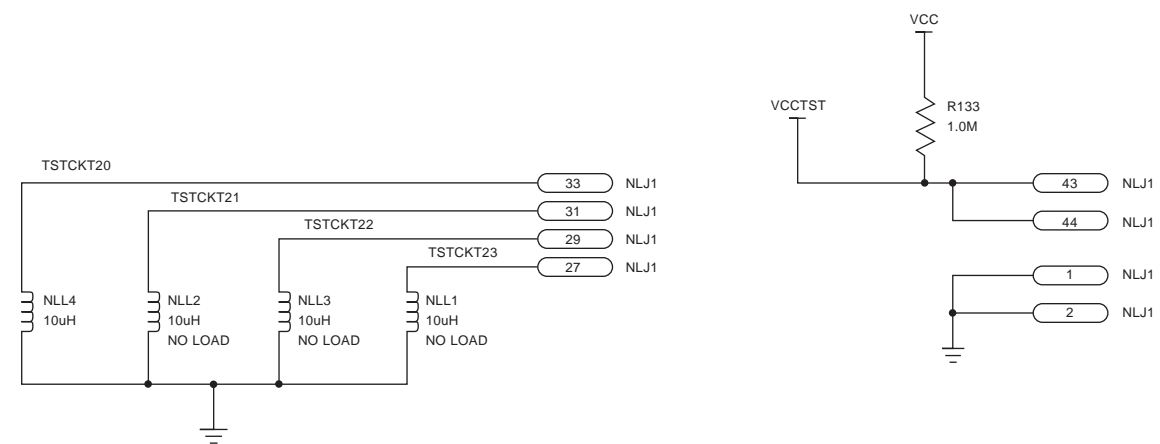 VCC
R133
1.0M
VCCTST
43 NLJ1
44 NLJ1
1 NLJ1
2 NLJ1
TSTCKT20
33 NLJ1
TSTCKT21
31 NLJ1
TSTCKT22
29 NLJ1
TSTCKT23
27 NLJ1
NLL4
10uH
NLL2
10uH
NO LOAD
NLL3
10uH
NO LOAD
NLL1
10uH
NO LOAD